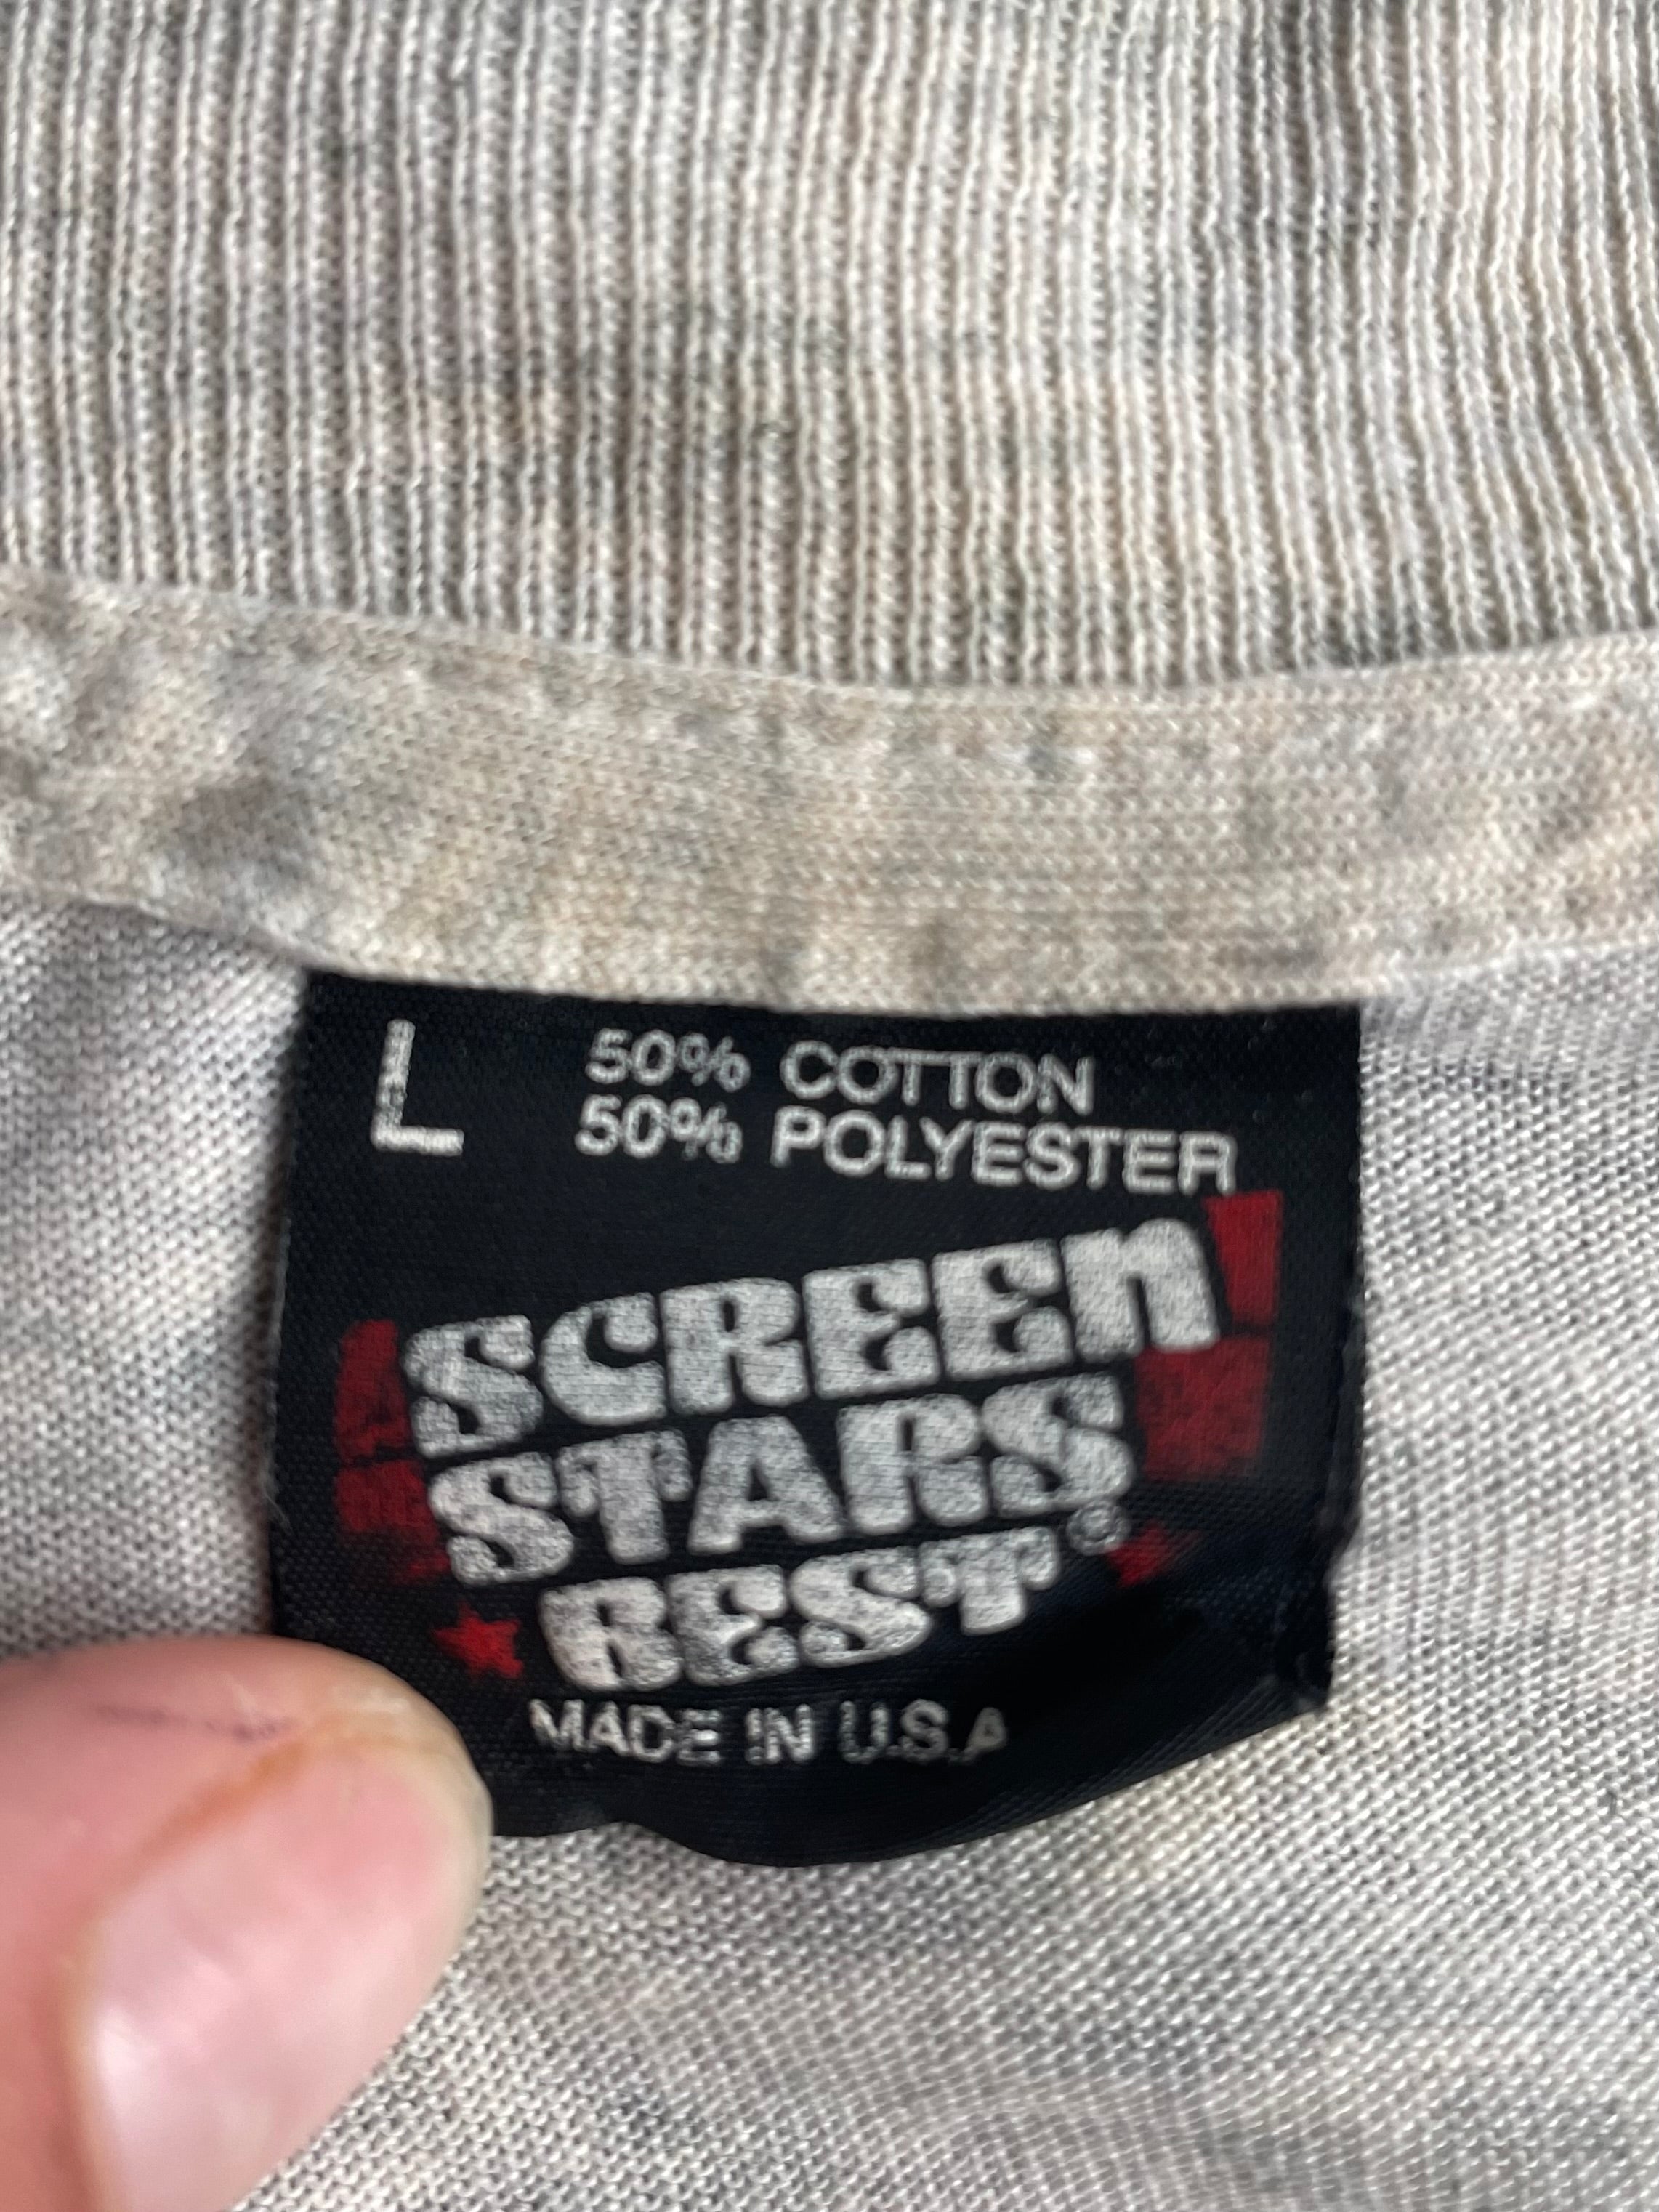 L
50% COTTON
50% POLYESTER
SCREEN
STARS®
BEST
MADE IN U.S.A